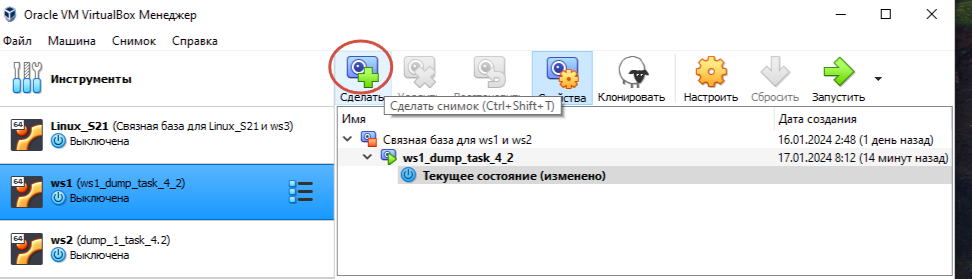 Oracle VM VirtualBox Менеджер
Файл Машина Снимок Справка
Инструменты
Сделать Свойства Клонировать Настроить Сбросить Запустить
Сделать снимок (Ctrl+Shift+T)
Имя Дата создания
Связная база для ws1 и ws2 16.01.2024 2:48 (1 день назад)
ws1_dump_task_4_2 17.01.2024 8:12 (14 минут назад)
Текущее состояние (изменено)
64
Linux_S21 (Связная база для Linux_S21 и ws3)
Выключена
64
ws1 (ws1_dump_task_4_2)
Выключена
64
ws2 (dump_1_task_4.2)
Выключена